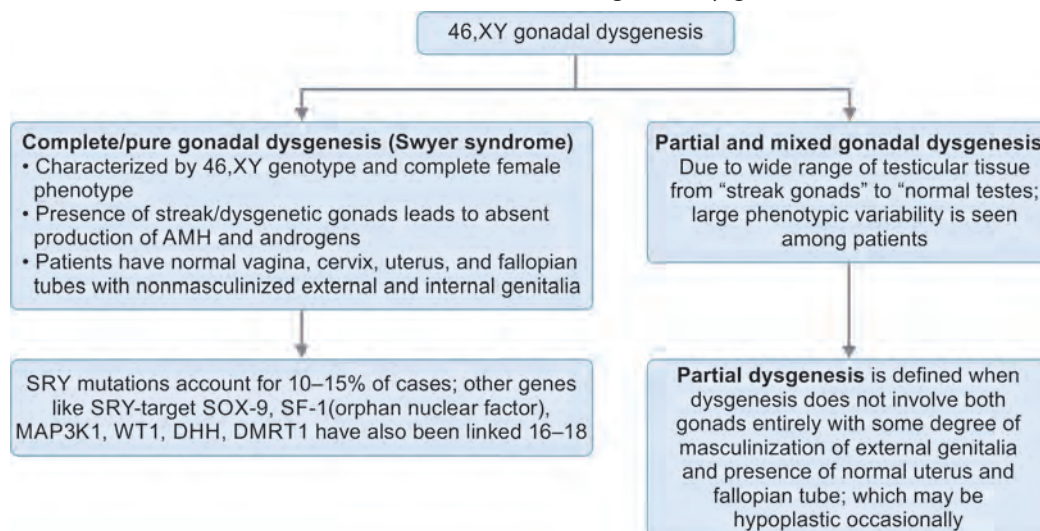 46,XY gonadal dysgenesis
Complete/pure gonadal dysgenesis (Swyer syndrome)
• Characterized by 46,XY genotype and complete female
phenotype
• Presence of streak/dysgenetic gonads leads to absent
production of AMH and androgens
• Patients have normal vagina, cervix, uterus, and fallopian
tubes with nonmasculinized external and internal genitalia
SRY mutations account for 10–15% of cases; other genes
like SRY-target SOX-9, SF-1(orphan nuclear factor),
MAP3K1, WT1, DHH, DMRT1 have also been linked 16–18
Partial and mixed gonadal dysgenesis
Due to wide range of testicular tissue
from “streak gonads” to “normal testes;
large phenotypic variability is seen
among patients
Partial dysgenesis is defined when
dysgenesis does not involve both
gonads entirely with some degree of
masculinization of external genitalia
and presence of normal uterus and
fallopian tube; which may be
hypoplastic occasionally